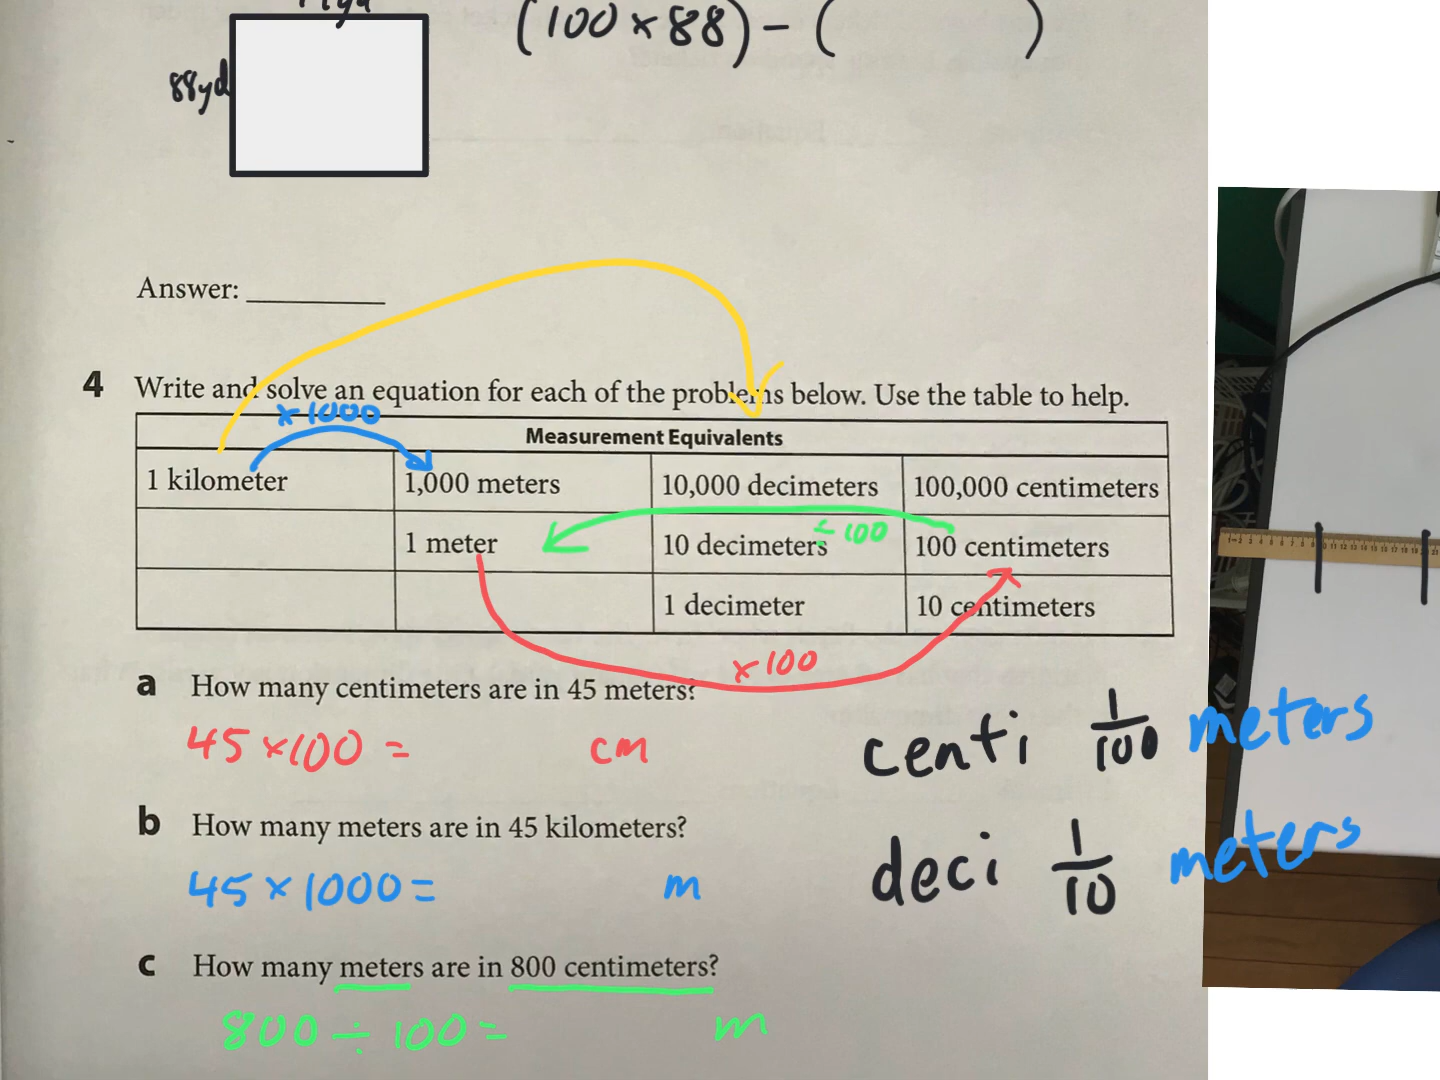 (100 × 88) - (          )
88yd
Answer:
4 Write and solve an equation for each of the problems below. Use the table to help.
× 1000
Measurement Equivalents
1 kilometer 1,000 meters 10,000 decimeters 100,000 centimeters
÷ 100
1 meter 10 decimeters 100 centimeters
1 decimeter 10 centimeters
×100
a How many centimeters are in 45 meters?
45 ×100 = cm
centi 1/100 meters
b How many meters are in 45 kilometers?
45 × 1000 = m
deci 1/10 meters
c How many meters are in 800 centimeters?
800 ÷ 100 = m